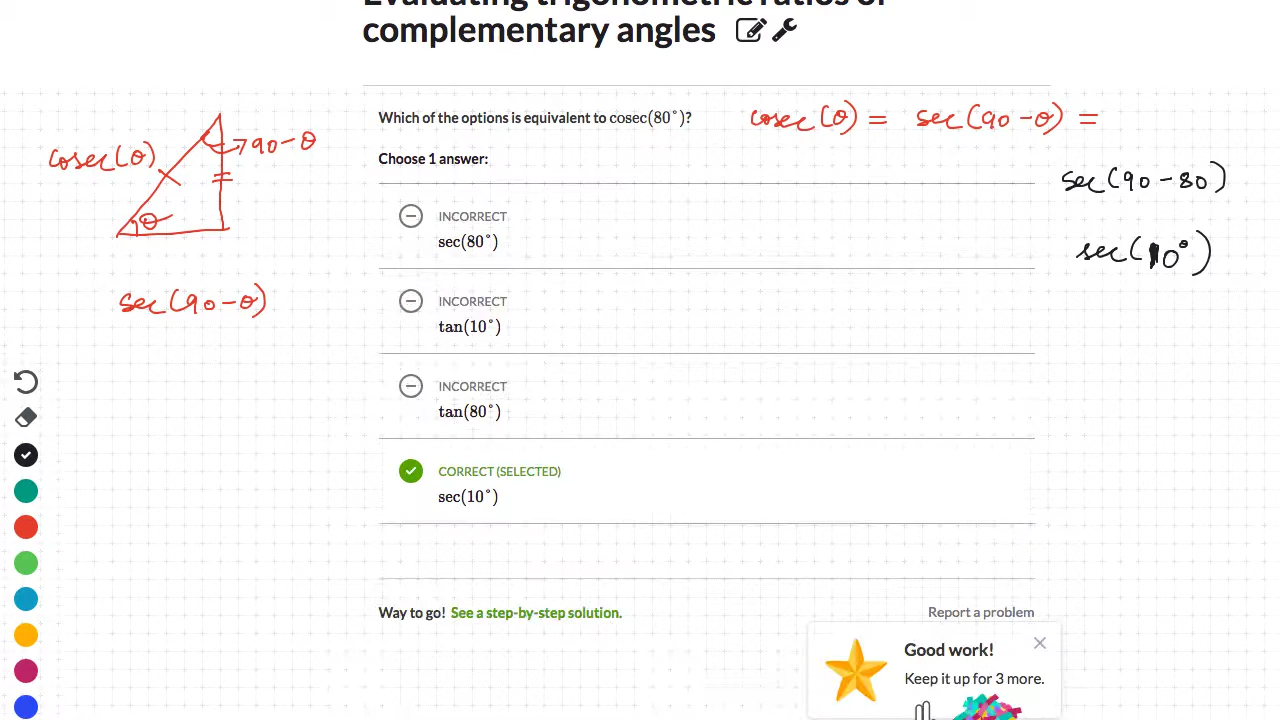 Evaluating trigonometric ratios of
complementary angles
Which of the options is equivalent to cosec(80°)?
cosec(θ) = sec(90-θ) =
Choose 1 answer:
cosec(θ)
90-θ
θ
sec(90-80)
sec(10°)
sec(90-θ)
INCORRECT
sec(80°)
INCORRECT
tan(10°)
INCORRECT
tan(80°)
CORRECT (SELECTED)
sec(10°)
Way to go! See a step-by-step solution.
Report a problem
Good work!
Keep it up for 3 more.